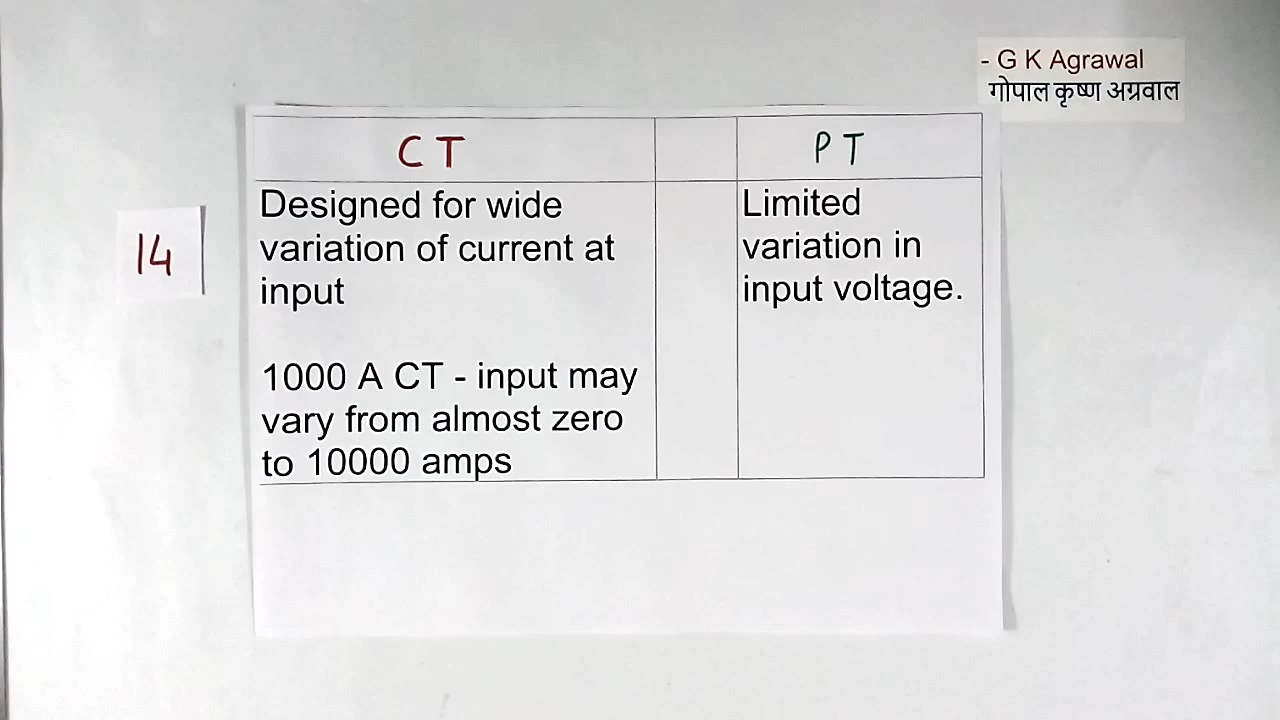 - G K Agrawal
गोपाल कृष्ण अग्रवाल
14
CT
PT
Designed for wide
variation of current at
input
1000 A CT - input may
vary from almost zero
to 10000 amps
Limited
variation in
input voltage.